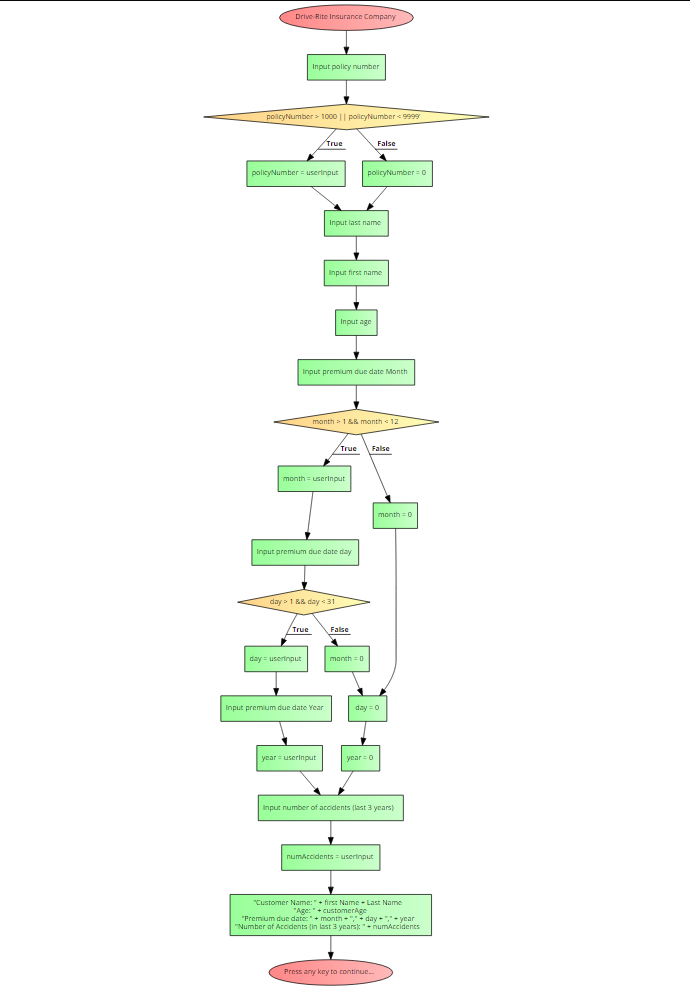 Drive-Rite Insurance Company
Input policy number
policyNumber > 1000 || policyNumber < 9999'
True
False
policyNumber = userInput
policyNumber = 0
Input last name
Input first name
Input age
Input premium due date Month
month > 1 && month < 12
True
False
month = userInput
month = 0
Input premium due date day
day > 1 && day < 31
True
False
day = userInput
month = 0
Input premium due date Year
day = 0
year = userInput
year = 0
Input number of accidents (last 3 years)
numAccidents = userInput
"Customer Name: " + first Name + Last Name
"Age: " + customerAge
"Premium due date: " + month + "," + day + "," + year
"Number of Accidents (in last 3 years): " + numAccidents
Press any key to continue...